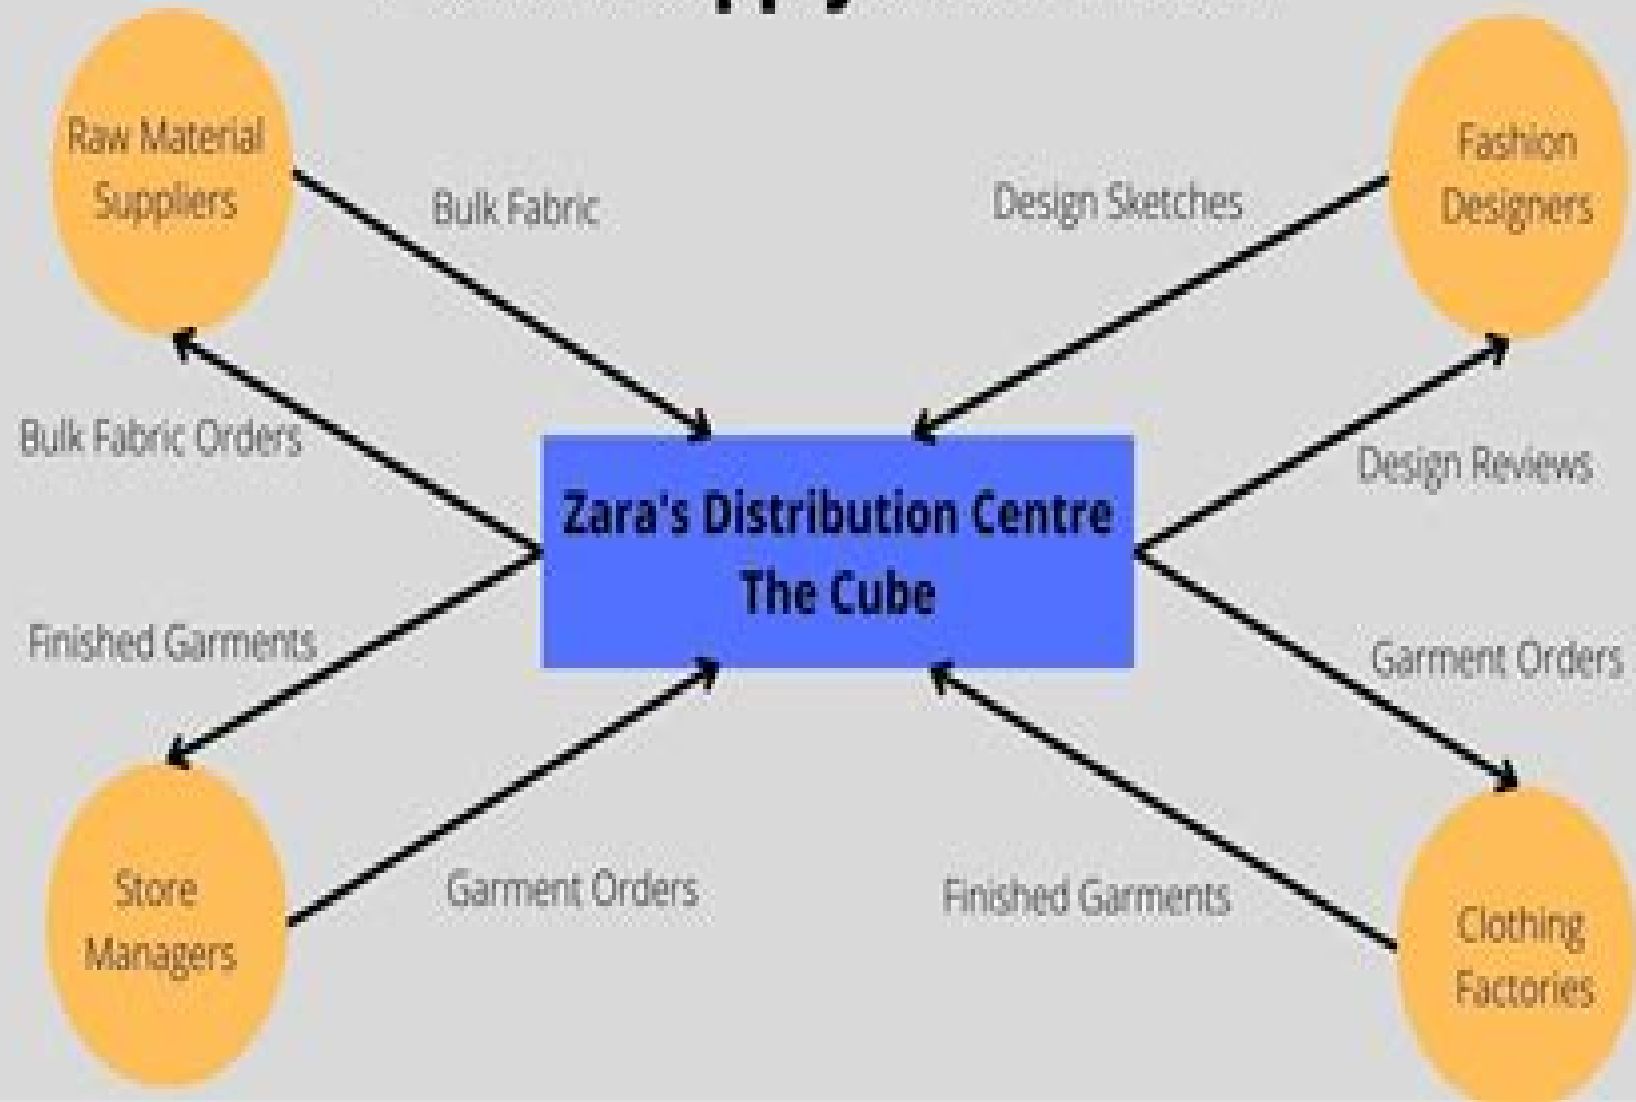 Raw Material
Suppliers
Fashion
Designers
Bulk Fabric
Design Sketches
Bulk Fabric Orders
Design Reviews
Zara's Distribution Centre
The Cube
Finished Garments
Garment Orders
Store
Managers
Garment Orders
Finished Garments
Clothing
Factories